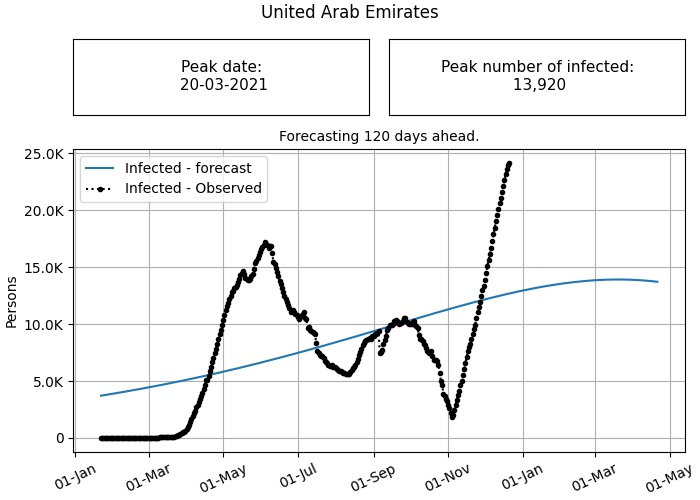 United Arab Emirates
Peak date:
20-03-2021
Peak number of infected:
13,920
Forecasting 120 days ahead.
Infected - forecast
Infected - Observed
25.0K
20.0K
15.0K
10.0K
5.0K
0
Persons
01-Jan
01-Mar
01-May
01-Jul
01-Sep
01-Nov
01-Jan
01-Mar
01-May